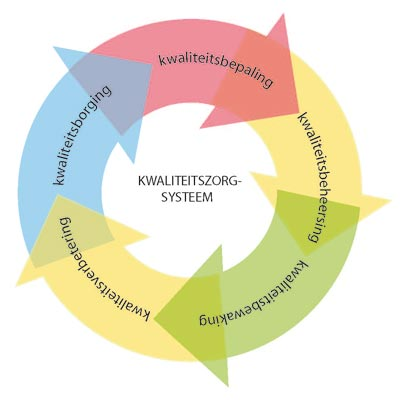 kwaliteitsbepaling
kwaliteitsbeheersing
kwaliteitsbewaking
kwaliteitsverbetering
kwaliteitsborging
KWALITEITSZORG-
SYSTEEM